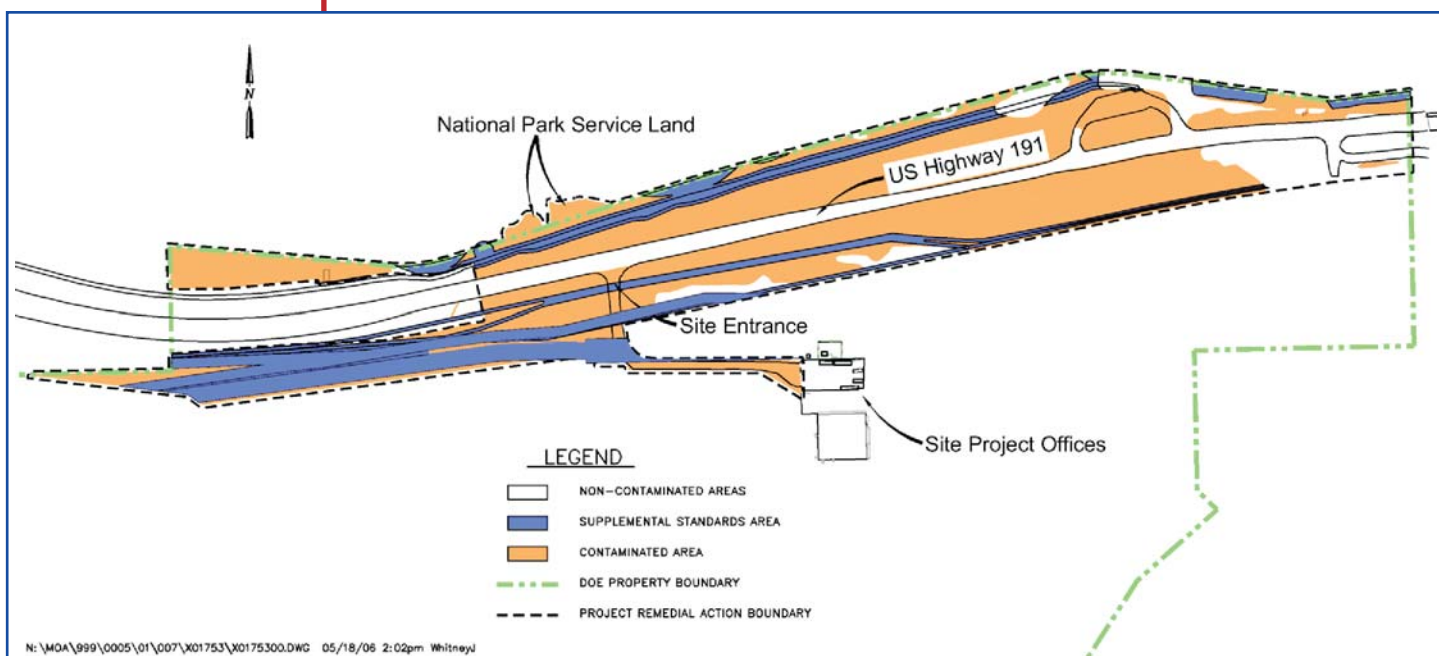 N
National Park Service Land
US Highway 191
Site Entrance
Site Project Offices
LEGEND
NON-CONTAMINATED AREAS
SUPPLEMENTAL STANDARDS AREA
CONTAMINATED AREA
DOE PROPERTY BOUNDARY
PROJECT REMEDIAL ACTION BOUNDARY
N:\MOA\999\0005\01\007\X01753\X0175300.DWG 05/18/06 2:02pm WhitneyJ